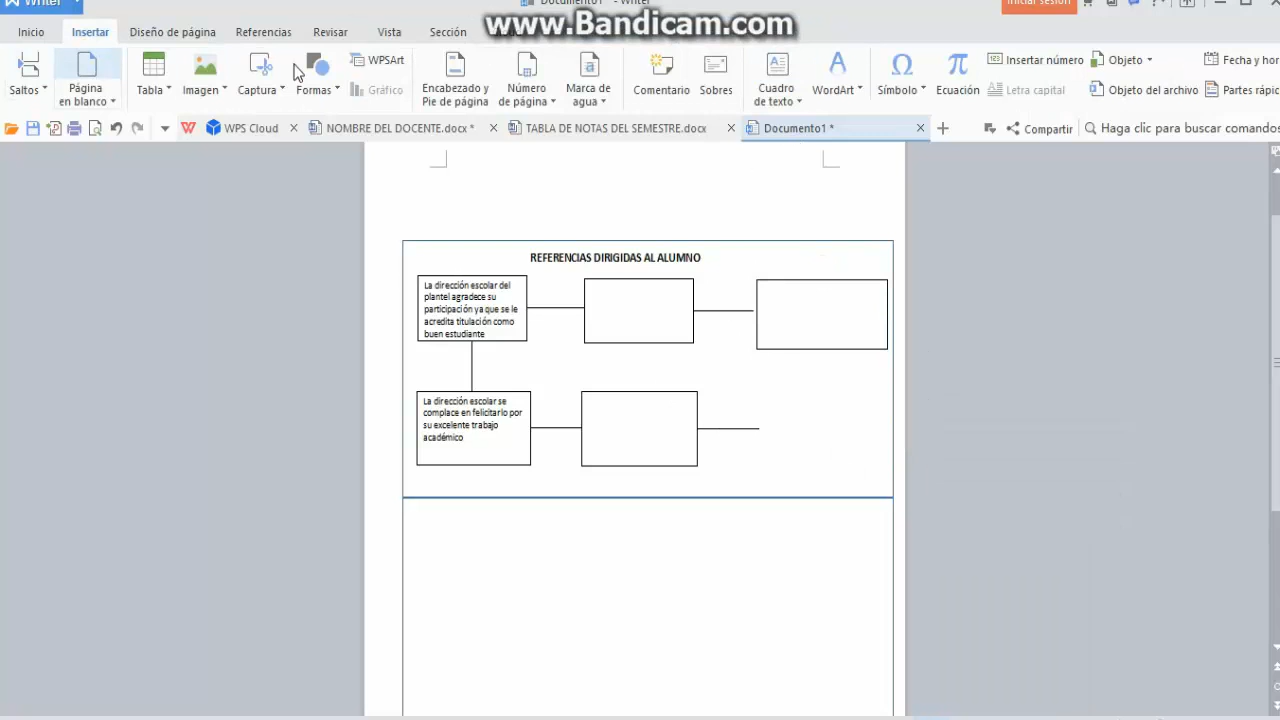 Writer
Documento1 - Writer
Iniciar sesión
www.Bandicam.com
Inicio
Insertar
Diseño de página
Referencias
Revisar
Vista
Sección
Saltos
Página en blanco
Tabla
Imagen
Captura
Formas
WPSArt
Gráfico
Encabezado y Pie de página
Número de página
Marca de agua
Comentario
Sobres
Cuadro de texto
WordArt
Símbolo
Ecuación
Insertar número
Letra capital
Objeto
Objeto del archivo
Fecha y hor
Partes rápic
WPS Cloud
NOMBRE DEL DOCENTE.docx *
TABLA DE NOTAS DEL SEMESTRE.docx
Documento1 *
Compartir
Haga clic para buscar comandos
REFERENCIAS DIRIGIDAS AL ALUMNO
La dirección escolar del
plantel agradece su
participación ya que se le
acredita titulación como
buen estudiante
La dirección escolar se
complace en felicitarlo por
su excelente trabajo
académico